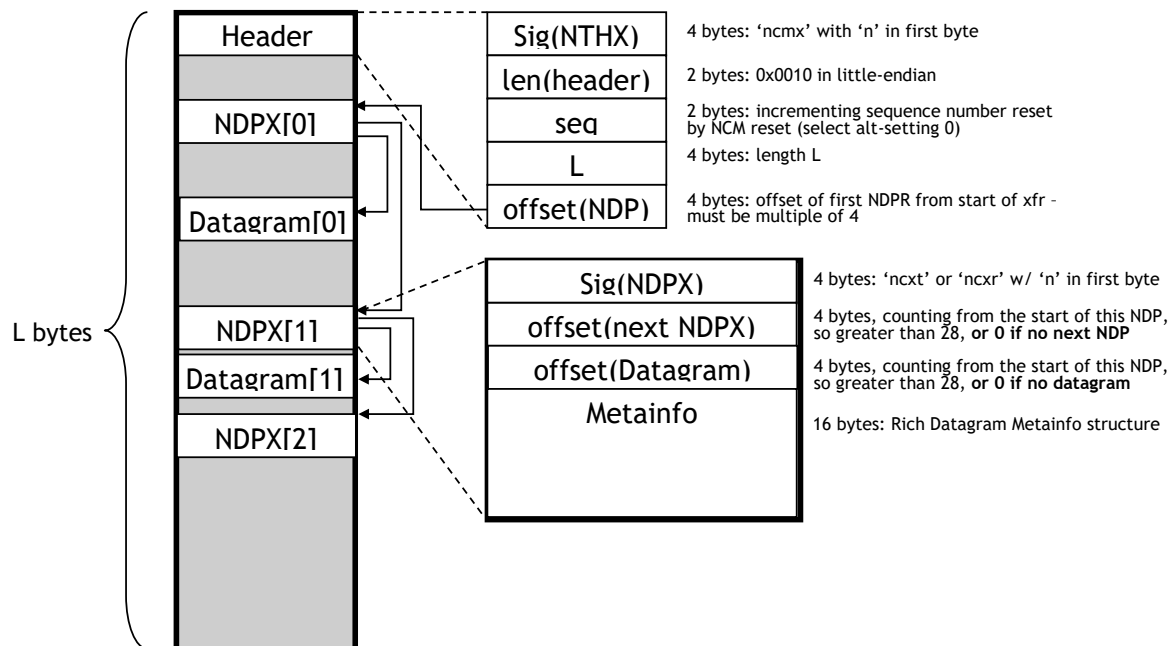 Header
NDPX[0]
Datagram[0]
NDPX[1]
Datagram[1]
NDPX[2]
L bytes
Sig(NTHX)
4 bytes: ‘ncmx’ with ‘n’ in first byte
len(header)
2 bytes: 0x0010 in little-endian
seq
2 bytes: incrementing sequence number reset
by NCM reset (select alt-setting 0)
L
4 bytes: length L
offset(NDP)
4 bytes: offset of first NDPR from start of xfr –
must be multiple of 4
Sig(NDPX)
4 bytes: ‘ncxt’ or ‘ncxr’ w/ ‘n’ in first byte
offset(next NDPX)
4 bytes, counting from the start of this NDP,
so greater than 28, or 0 if no next NDP
offset(Datagram)
4 bytes, counting from the start of this NDP,
so greater than 28, or 0 if no datagram
Metainfo
16 bytes: Rich Datagram Metainfo structure